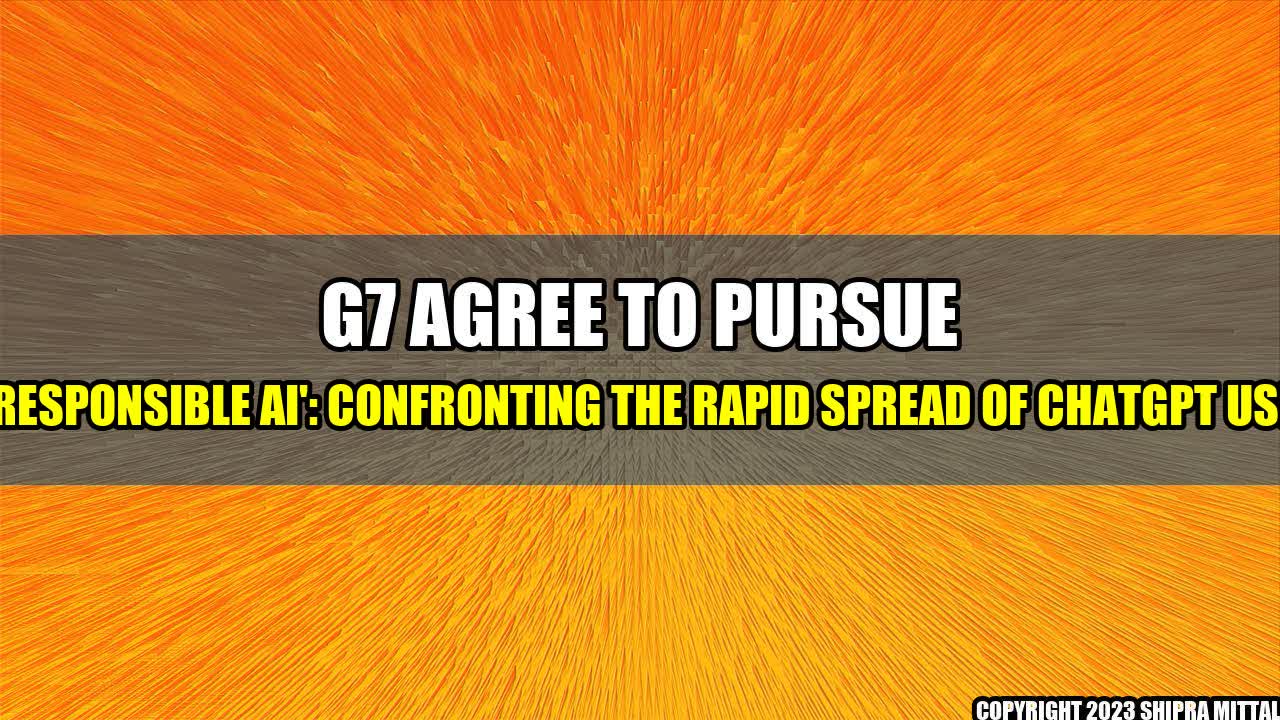 G7 AGREE TO PURSUE
RESPONSIBLE AI': CONFRONTING THE RAPID SPREAD OF CHATGPT US
COPYRIGHT 2023 SHIPRA MITTAL